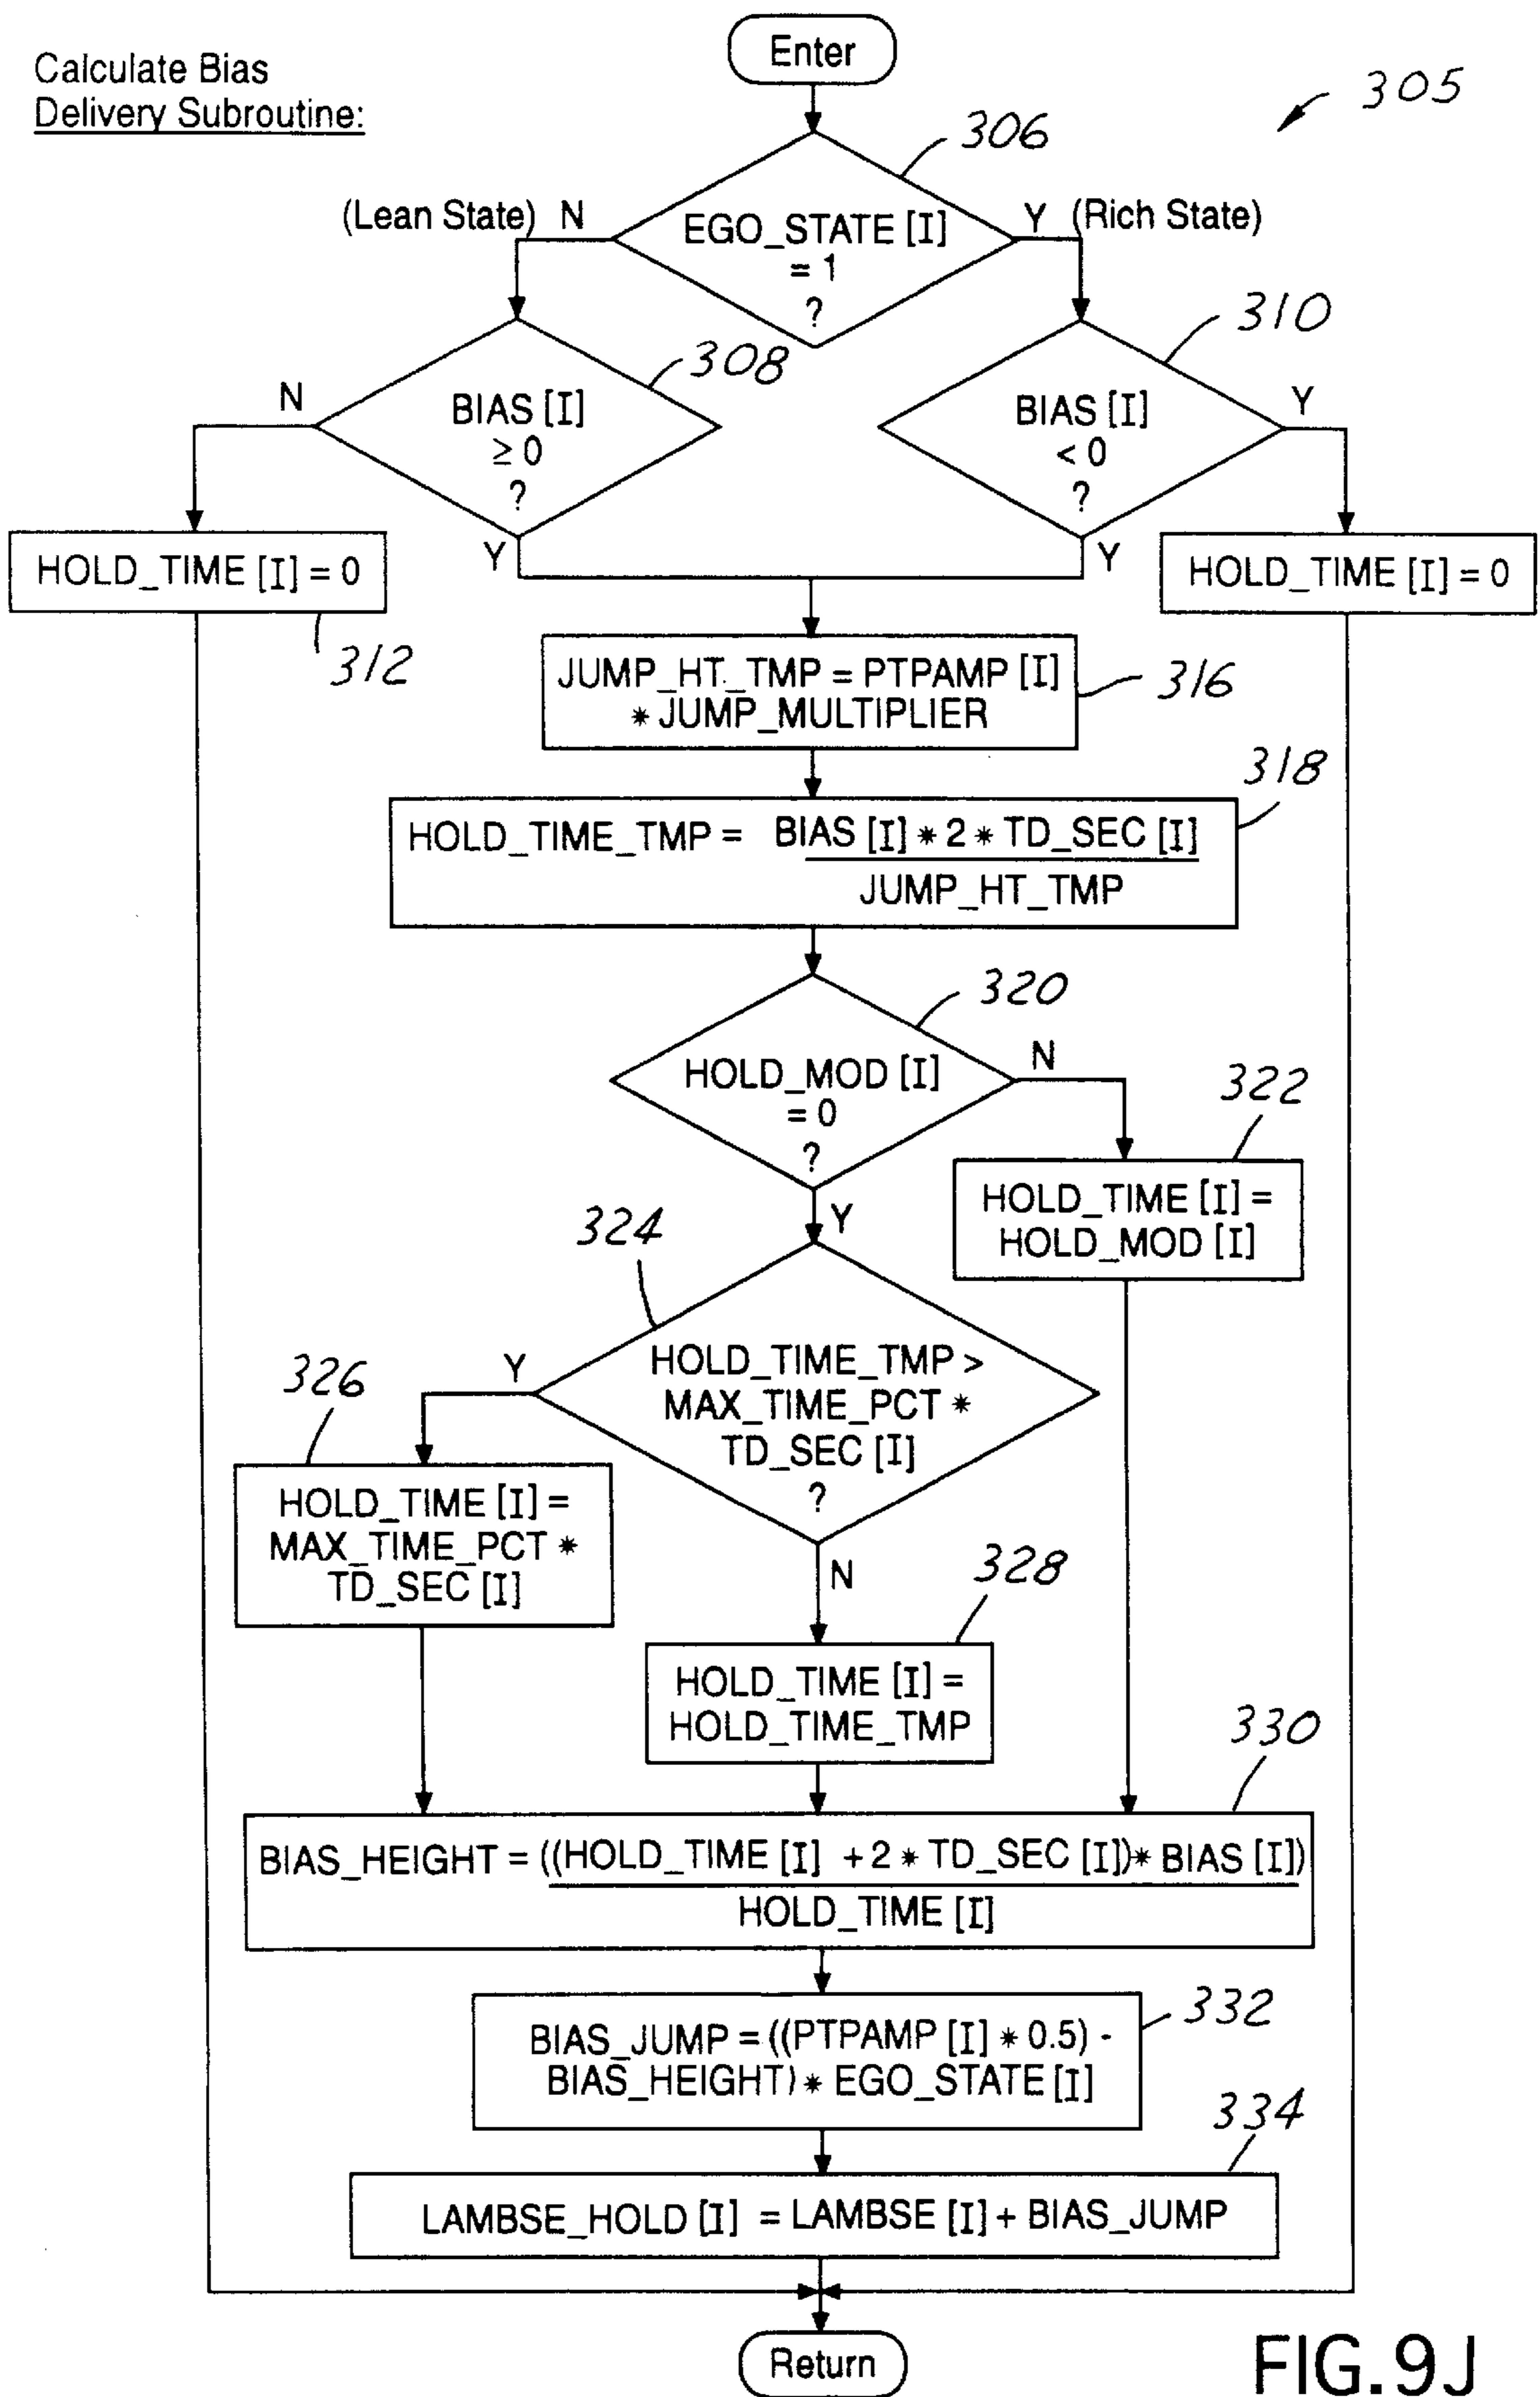 Calculate Bias
Delivery Subroutine:
Enter
305
306
(Lean State) N
Y (Rich State)
EGO_STATE [I]
= 1
?
308
310
N
BIAS [I]
≥ 0
?
Y
BIAS [I]
< 0
?
Y
Y
HOLD_TIME [I] = 0
312
HOLD_TIME [I] = 0
JUMP_HT_TMP = PTPAMP [I]
* JUMP_MULTIPLIER
316
318
HOLD_TIME_TMP = BIAS [I] * 2 * TD_SEC [I]
JUMP_HT_TMP
320
HOLD_MOD [I]
= 0
?
N
Y
322
HOLD_TIME [I] =
HOLD_MOD [I]
324
HOLD_TIME_TMP >
MAX_TIME_PCT *
TD_SEC [I]
?
Y
N
326
HOLD_TIME [I] =
MAX_TIME_PCT *
TD_SEC [I]
328
HOLD_TIME [I] =
HOLD_TIME_TMP
330
BIAS_HEIGHT = ((HOLD_TIME [I] + 2 * TD_SEC [I]) * BIAS [I])
HOLD_TIME [I]
332
BIAS_JUMP = ((PTPAMP [I] * 0.5) -
BIAS_HEIGHT) * EGO_STATE [I]
334
LAMBSE_HOLD [I] = LAMBSE [I] + BIAS_JUMP
Return
FIG.9J